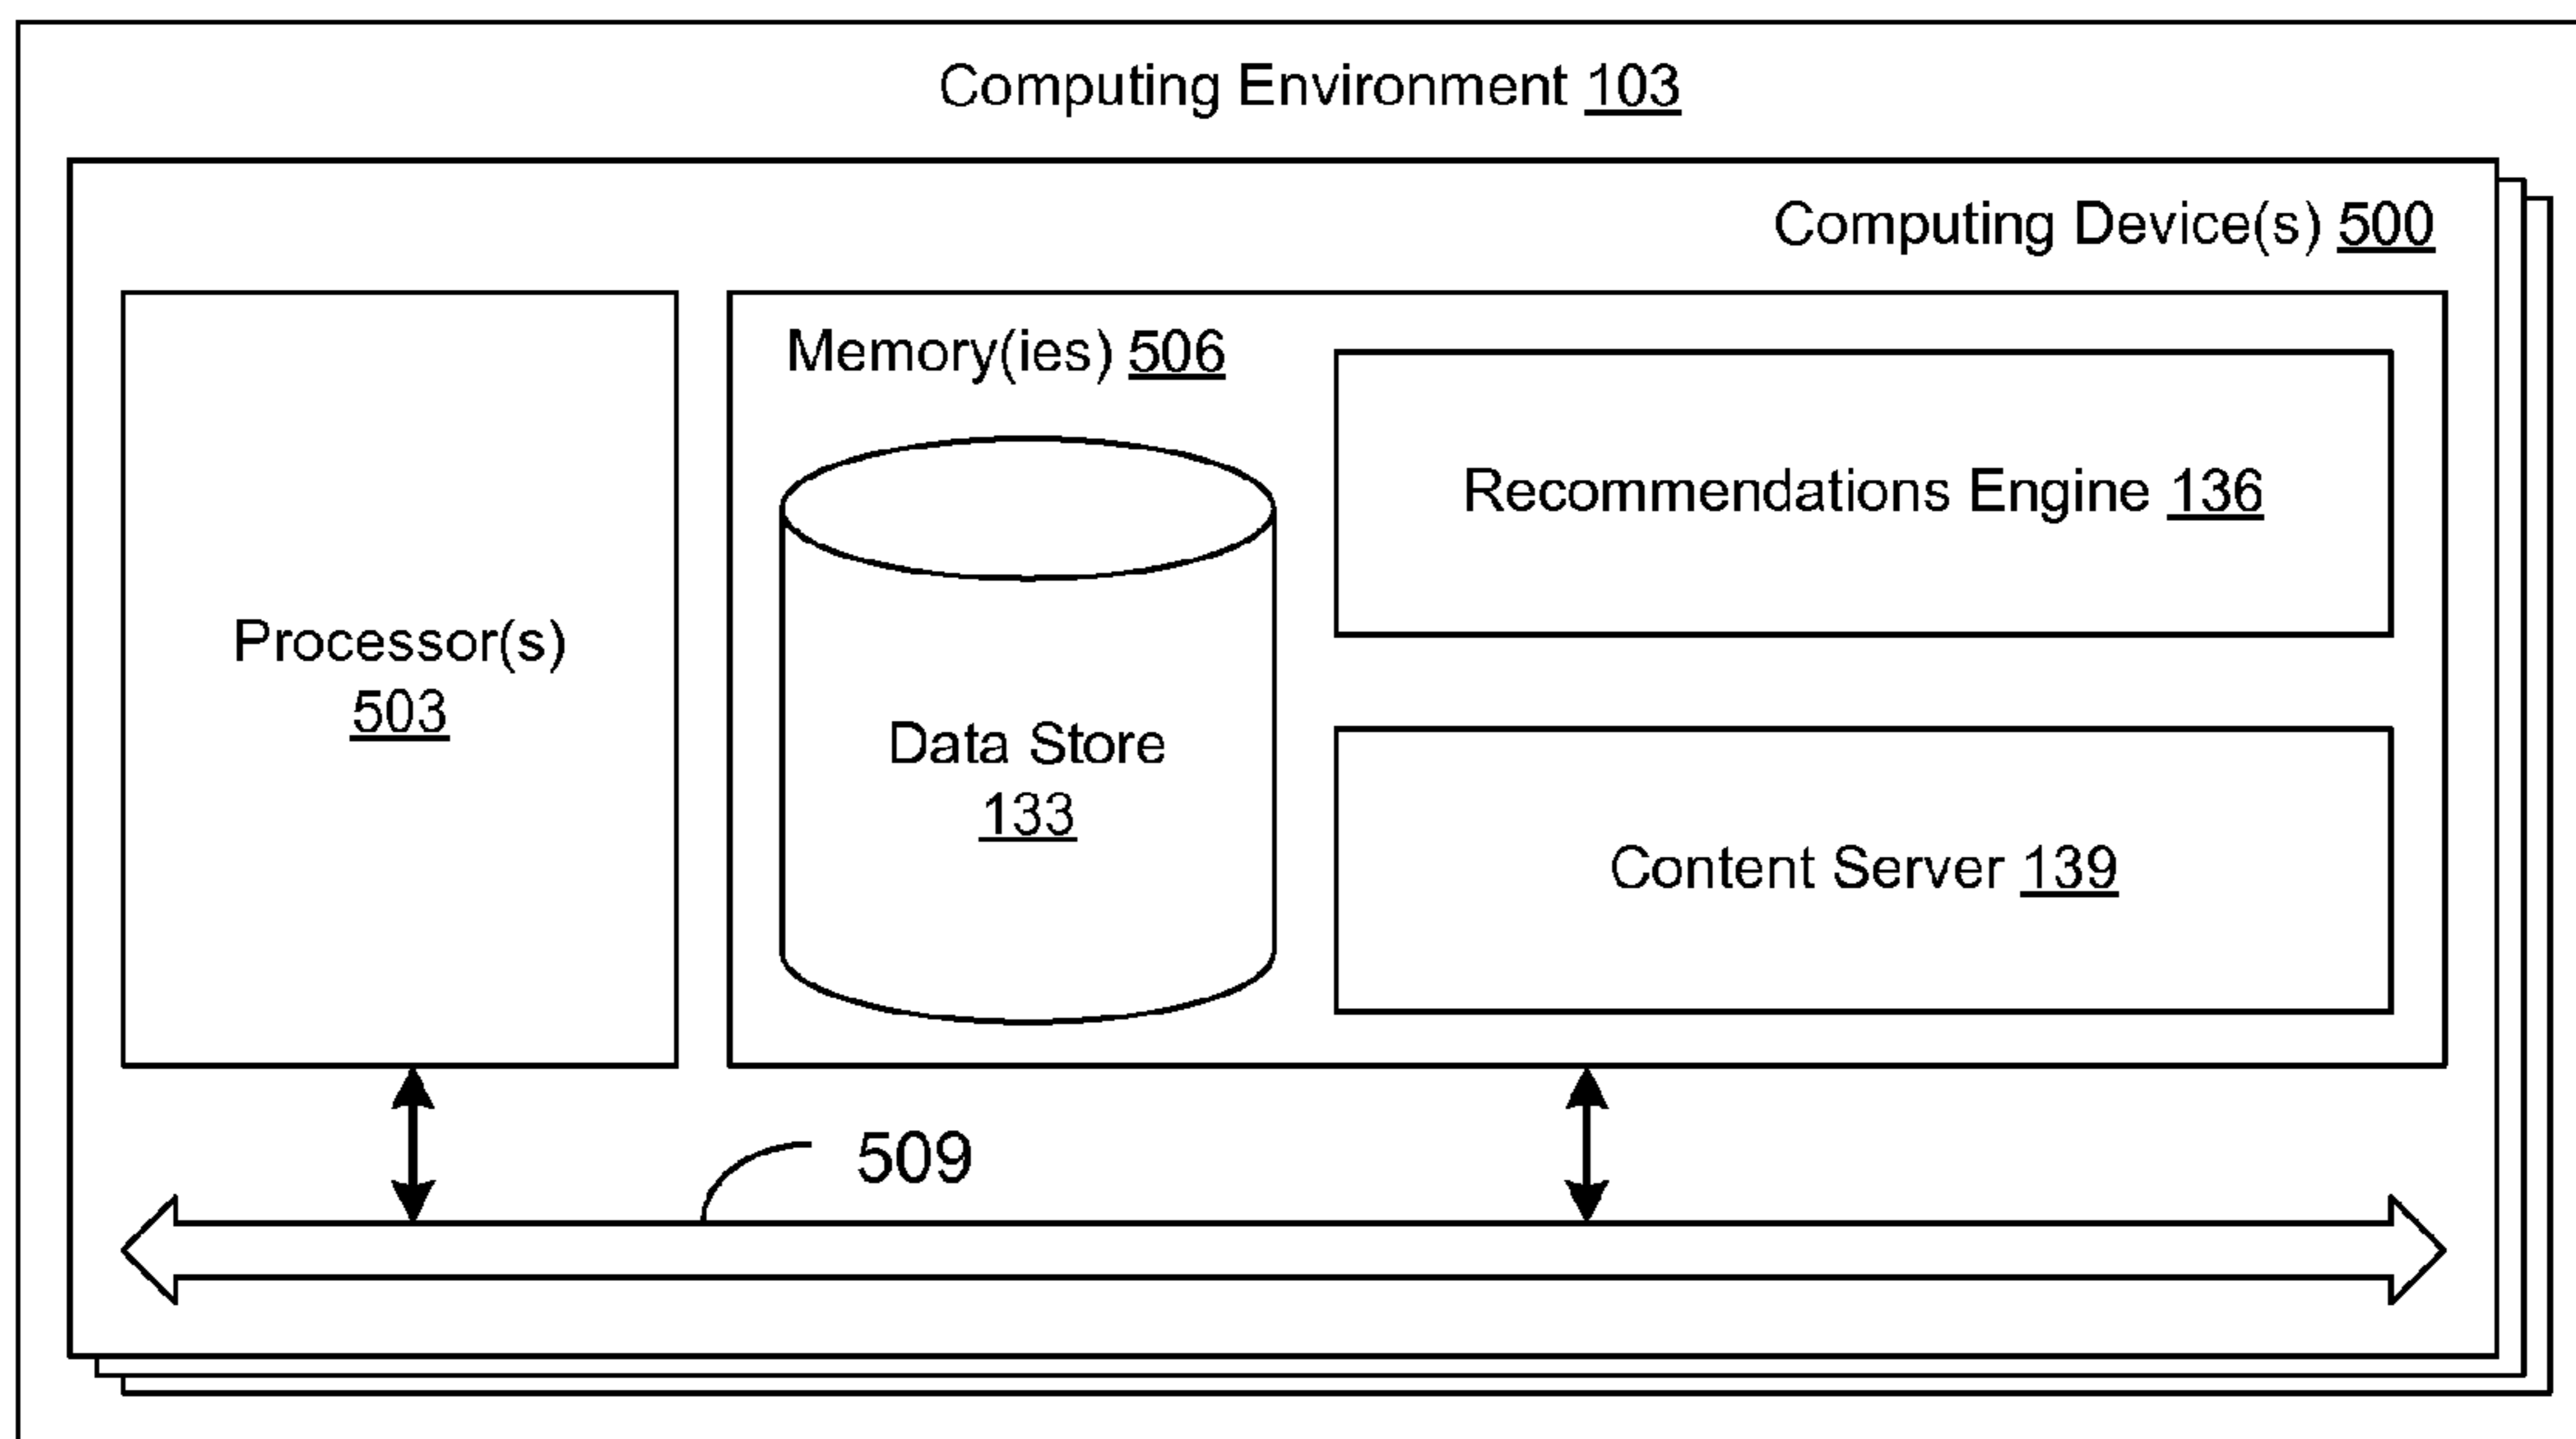 Computing Environment 103
Computing Device(s) 500
Processor(s)
503
Memory(ies) 506
Data Store
133
Recommendations Engine 136
Content Server 139
509